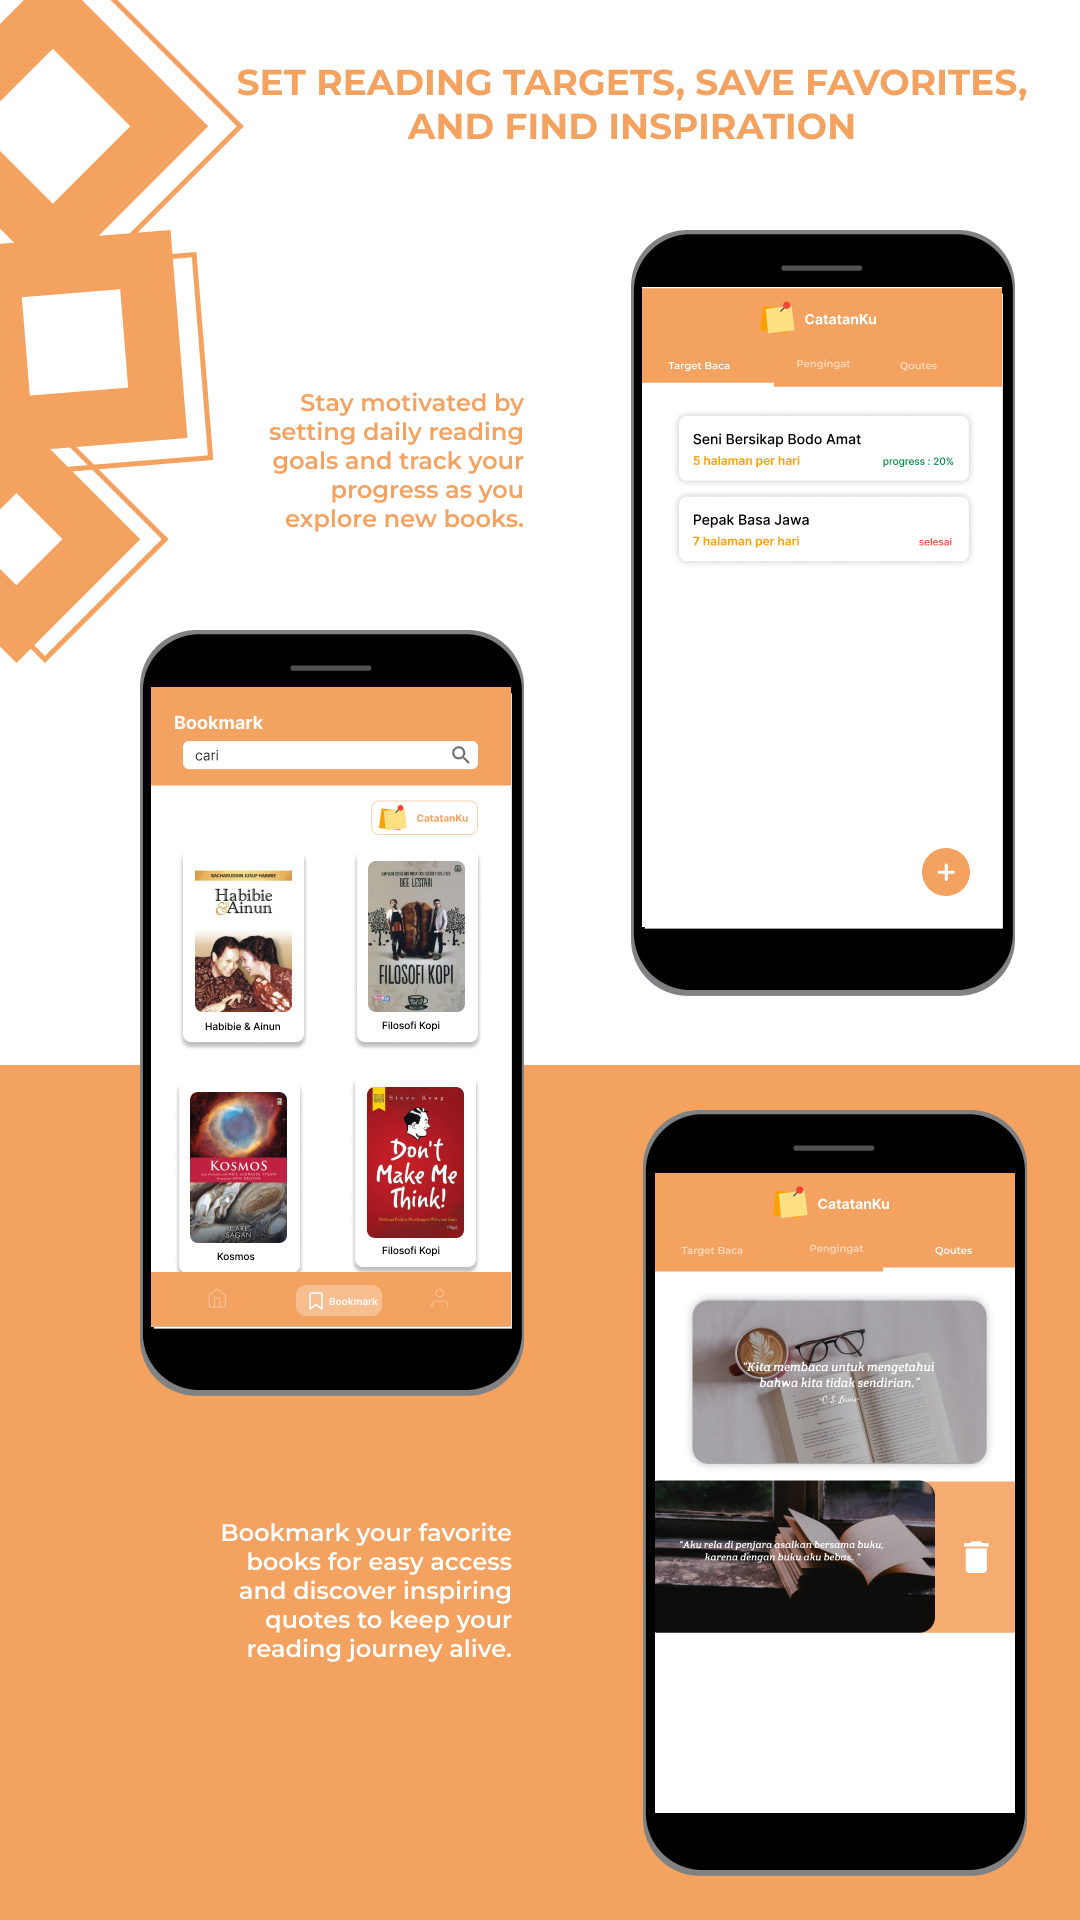 SET READING TARGETS, SAVE FAVORITES,
AND FIND INSPIRATION
Stay motivated by
setting daily reading
goals and track your
progress as you
explore new books.
CatatanKu
Target Baca
Pengingat
Qoutes
Seni Bersikap Bodo Amat
5 halaman per hari
progress : 20%
Pepak Basa Jawa
7 halaman per hari
selesai
Bookmark
cari
CatatanKu
BACHARUDDIN JUSUF HABIBIE
Habibie
& Ainun
Habibie & Ainun
DEE LESTARI
FILOSOFI KOPI
Filosofi Kopi
KOSMOS
CARL
SAGAN
Kosmos
Steve Krug
Don't
Make Me
Think!
Filosofi Kopi
Bookmark
Bookmark your favorite
books for easy access
and discover inspiring
quotes to keep your
reading journey alive.
CatatanKu
Target Baca
Pengingat
Qoutes
"Kita membaca untuk mengetahui
bahwa kita tidak sendirian."
-C. S. Lewis-
"Aku rela di penjara asalkan bersama buku,
karena dengan buku aku bebas. "